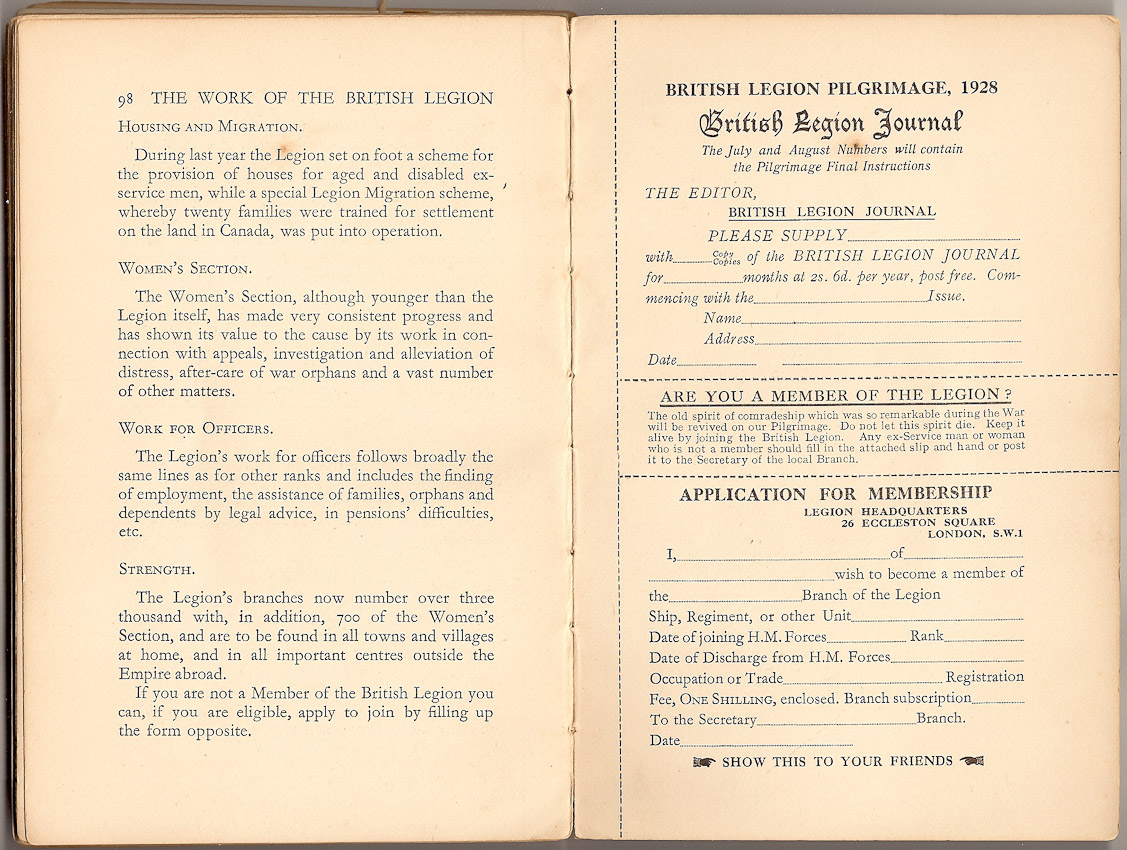 98 THE WORK OF THE BRITISH LEGION
Housing and Migration.
During last year the Legion set on foot a scheme for
the provision of houses for aged and disabled ex-
service men, while a special Legion Migration scheme,
whereby twenty families were trained for settlement
on the land in Canada, was put into operation.
Women's Section.
The Women's Section, although younger than the
Legion itself, has made very consistent progress and
has shown its value to the cause by its work in con-
nection with appeals, investigation and alleviation of
distress, after-care of war orphans and a vast number
of other matters.
Work for Officers.
The Legion's work for officers follows broadly the
same lines as for other ranks and includes the finding
of employment, the assistance of families, orphans and
dependents by legal advice, in pensions' difficulties,
etc.
Strength.
The Legion's branches now number over three
thousand with, in addition, 700 of the Women's
Section, and are to be found in all towns and villages
at home, and in all important centres outside the
Empire abroad.
If you are not a Member of the British Legion you
can, if you are eligible, apply to join by filling up
the form opposite.
BRITISH LEGION PILGRIMAGE, 1928
British Legion Journal
The July and August Numbers will contain
the Pilgrimage Final Instructions
THE EDITOR,
BRITISH LEGION JOURNAL
PLEASE SUPPLY
with Copy Copies of the BRITISH LEGION JOURNAL
for months at 2s. 6d. per year, post free. Com-
mencing with the Issue.
Name
Address
Date
ARE YOU A MEMBER OF THE LEGION?
The old spirit of comradeship which was so remarkable during the War
will be revived on our Pilgrimage. Do not let this spirit die. Keep it
alive by joining the British Legion. Any ex-Service man or woman
who is not a member should fill in the attached slip and hand or post
it to the Secretary of the local Branch.
APPLICATION FOR MEMBERSHIP
LEGION HEADQUARTERS
26 ECCLESTON SQUARE
LONDON, S.W.1
I, of
wish to become a member of
the Branch of the Legion
Ship, Regiment, or other Unit
Date of joining H.M. Forces Rank
Date of Discharge from H.M. Forces
Occupation or Trade Registration
Fee, One Shilling, enclosed. Branch subscription
To the Secretary Branch.
Date
SHOW THIS TO YOUR FRIENDS